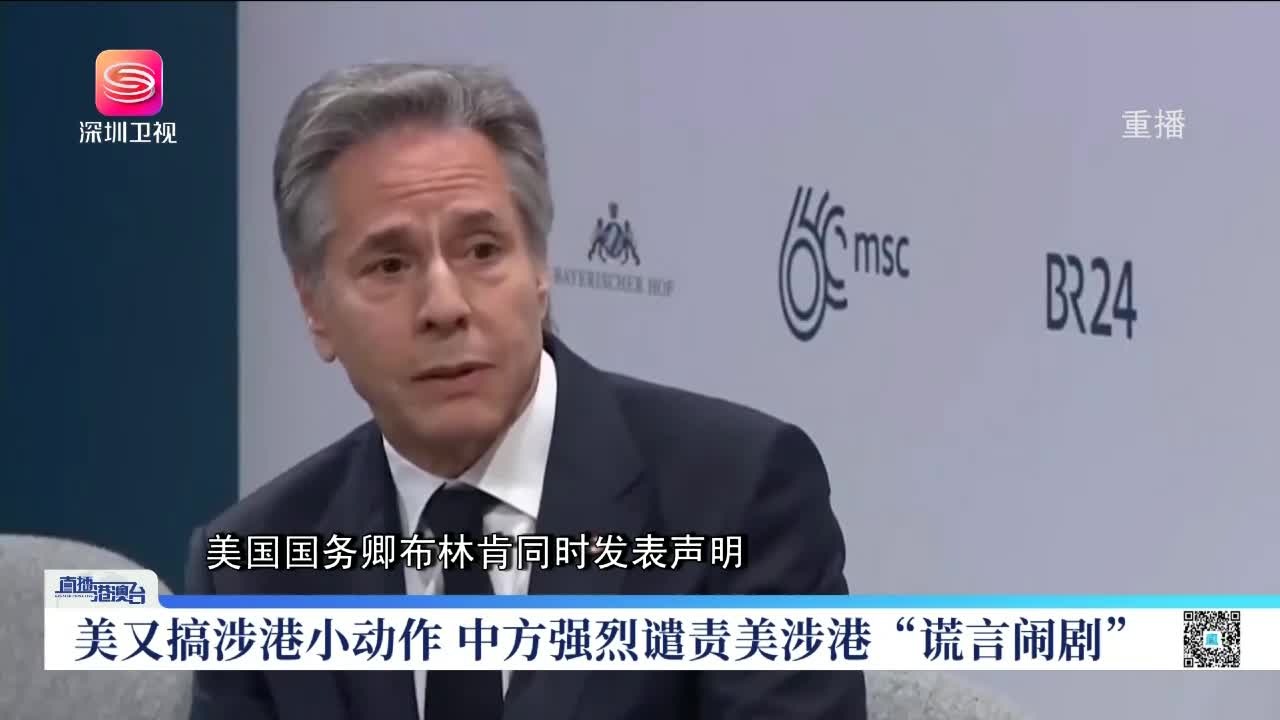 深圳卫视
重播
BAYERISCHER HOF
60 msc
BR24
美国国务卿布林肯同时发表声明
直播港澳台
美又搞涉港小动作 中方强烈谴责美涉港“谎言闹剧”